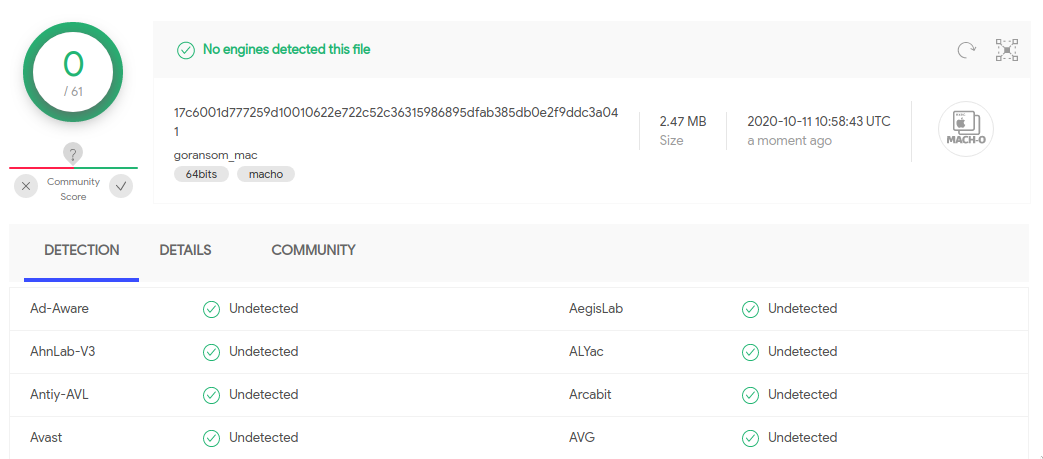 0
/ 61
?
Community
Score
No engines detected this file
17c6001d777259d10010622e722c52c36315986895dfab385db0e2f9ddc3a04
1
goransom_mac
64bits macho
2.47 MB
Size
2020-10-11 10:58:43 UTC
a moment ago
MACH-O
DETECTION DETAILS COMMUNITY
Ad-Aware Undetected AegisLab Undetected
AhnLab-V3 Undetected ALYac Undetected
Antiy-AVL Undetected Arcabit Undetected
Avast Undetected AVG Undetected